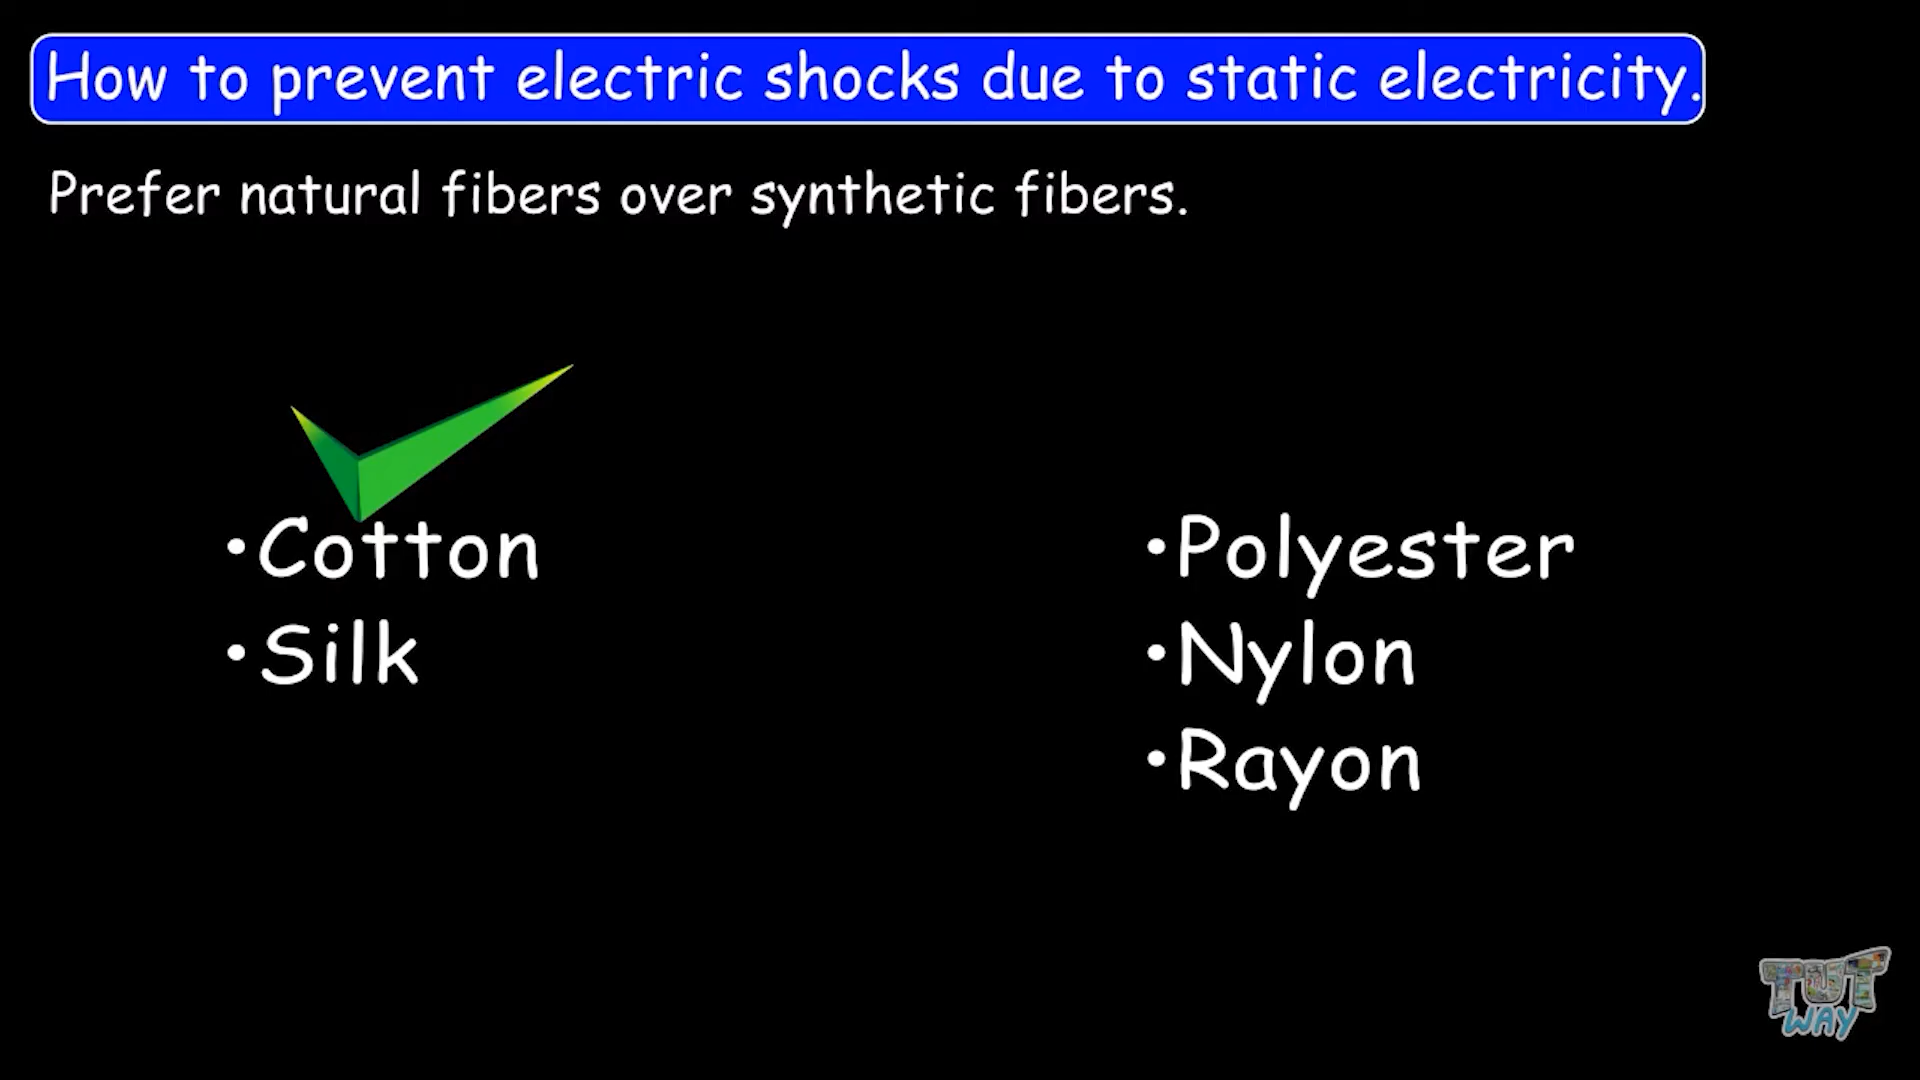 How to prevent electric shocks due to static electricity.
Prefer natural fibers over synthetic fibers.
•Cotton
•Silk
•Polyester
•Nylon
•Rayon
TUT
WAY